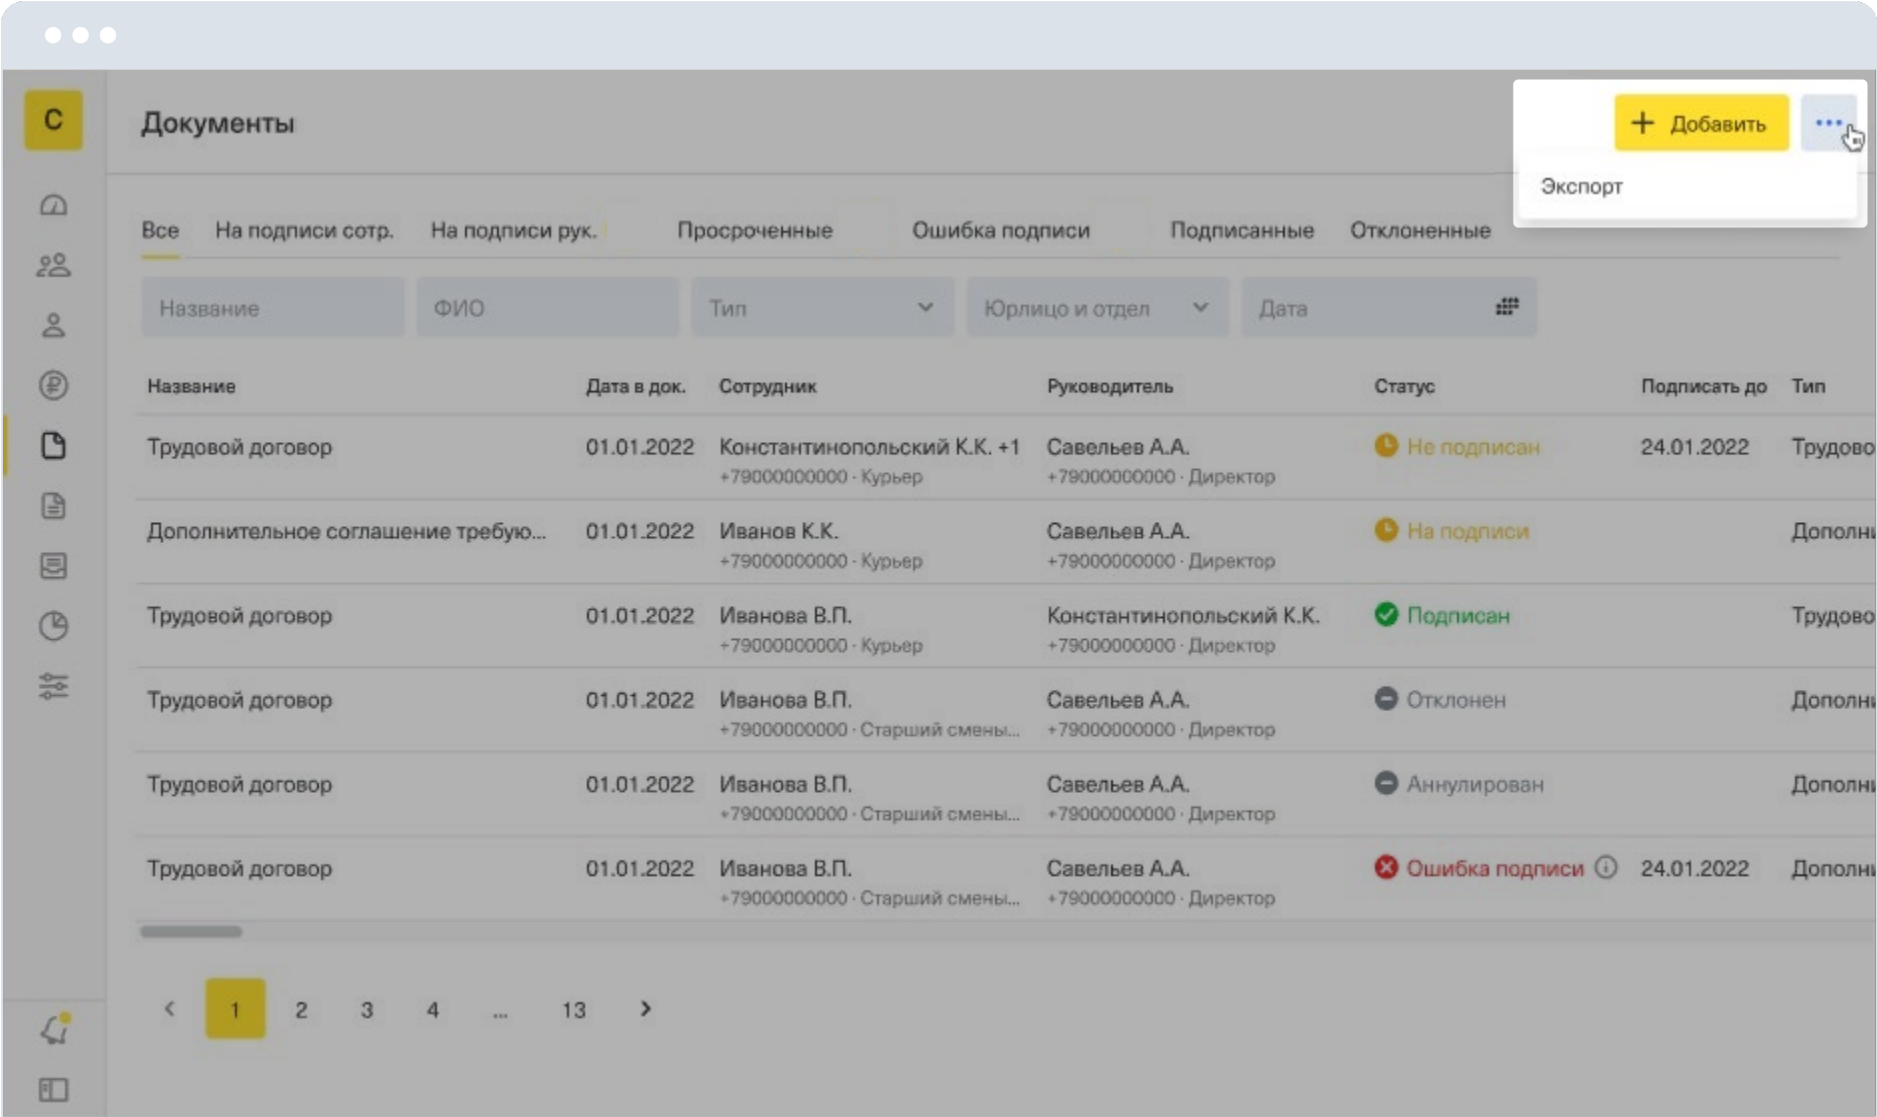 С
Документы
Добавить
Экспорт
Все На подписи сотр. На подписи рук. Просроченные Ошибка подписи Подписанные Отклоненные
Название ФИО Тип Юрлицо и отдел Дата
Название Дата в док. Сотрудник Руководитель Статус Подписать до Тип
Трудовой договор 01.01.2022 Константинопольский К.К. +1 Савельев А.А. Не подписан 24.01.2022 Трудово
+79000000000 · Курьер +79000000000 · Директор
Дополнительное соглашение требую... 01.01.2022 Иванов К.К. Савельев А.А. На подписи Дополни
+79000000000 · Курьер +79000000000 · Директор
Трудовой договор 01.01.2022 Иванова В.П. Константинопольский К.К. Подписан Трудово
+79000000000 · Курьер +79000000000 · Директор
Трудовой договор 01.01.2022 Иванова В.П. Савельев А.А. Отклонен Дополни
+79000000000 · Старший смены... +79000000000 · Директор
Трудовой договор 01.01.2022 Иванова В.П. Савельев А.А. Аннулирован Дополни
+79000000000 · Старший смены... +79000000000 · Директор
Трудовой договор 01.01.2022 Иванова В.П. Савельев А.А. Ошибка подписи 24.01.2022 Дополни
+79000000000 · Старший смены... +79000000000 · Директор
1 2 3 4 ... 13